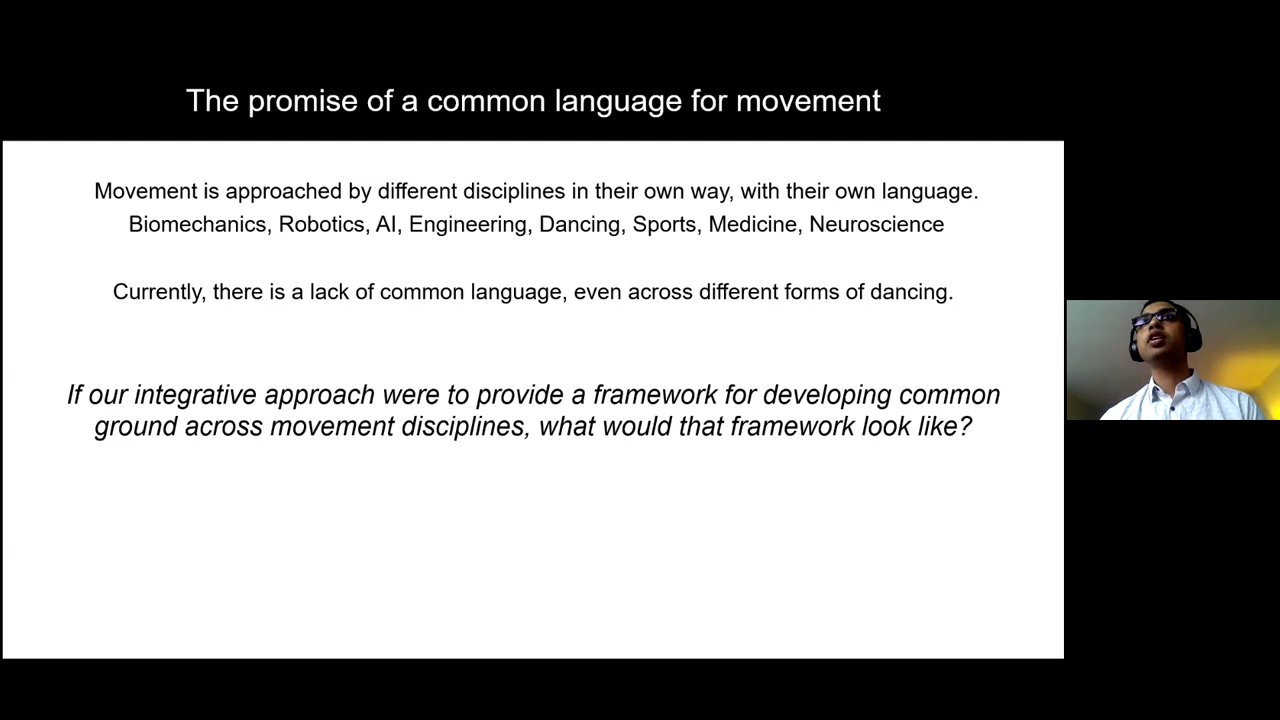 The promise of a common language for movement
Movement is approached by different disciplines in their own way, with their own language.
Biomechanics, Robotics, AI, Engineering, Dancing, Sports, Medicine, Neuroscience
Currently, there is a lack of common language, even across different forms of dancing.
If our integrative approach were to provide a framework for developing common
ground across movement disciplines, what would that framework look like?